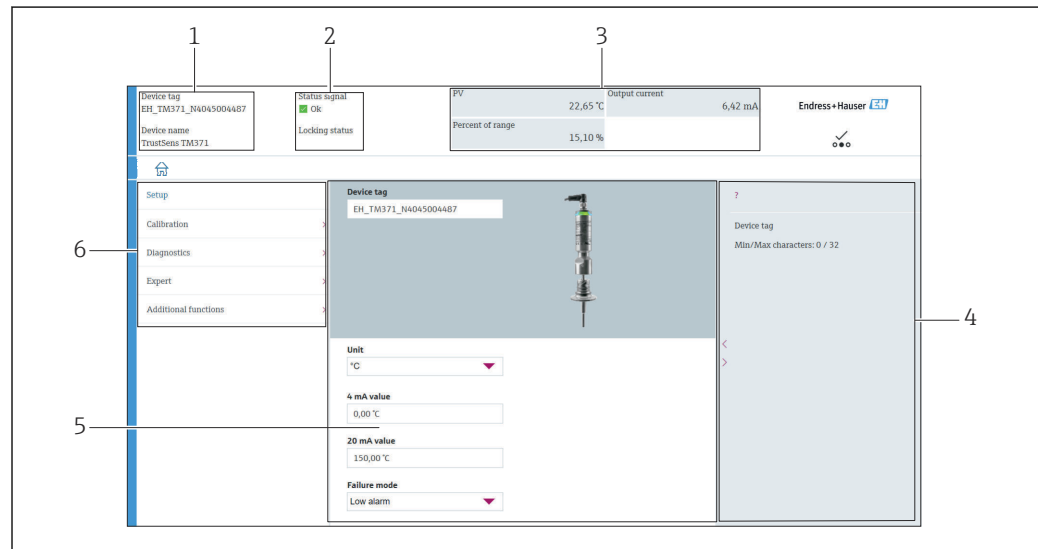 1
2
3
Device tag
EH_TM371_N4045004487
Device name
TrustSens TM371
Status signal
Ok
Locking status
PV
22,65 °C
Output current
6,42 mA
Percent of range
15,10 %
Endress+Hauser EH
6
Setup
Calibration
Diagnostics
Expert
Additional functions
Device tag
EH_TM371_N4045004487
Unit
°C
4 mA value
0,00 °C
5
20 mA value
150,00 °C
Failure mode
Low alarm
?
Device tag
Min/Max characters: 0 / 32
4